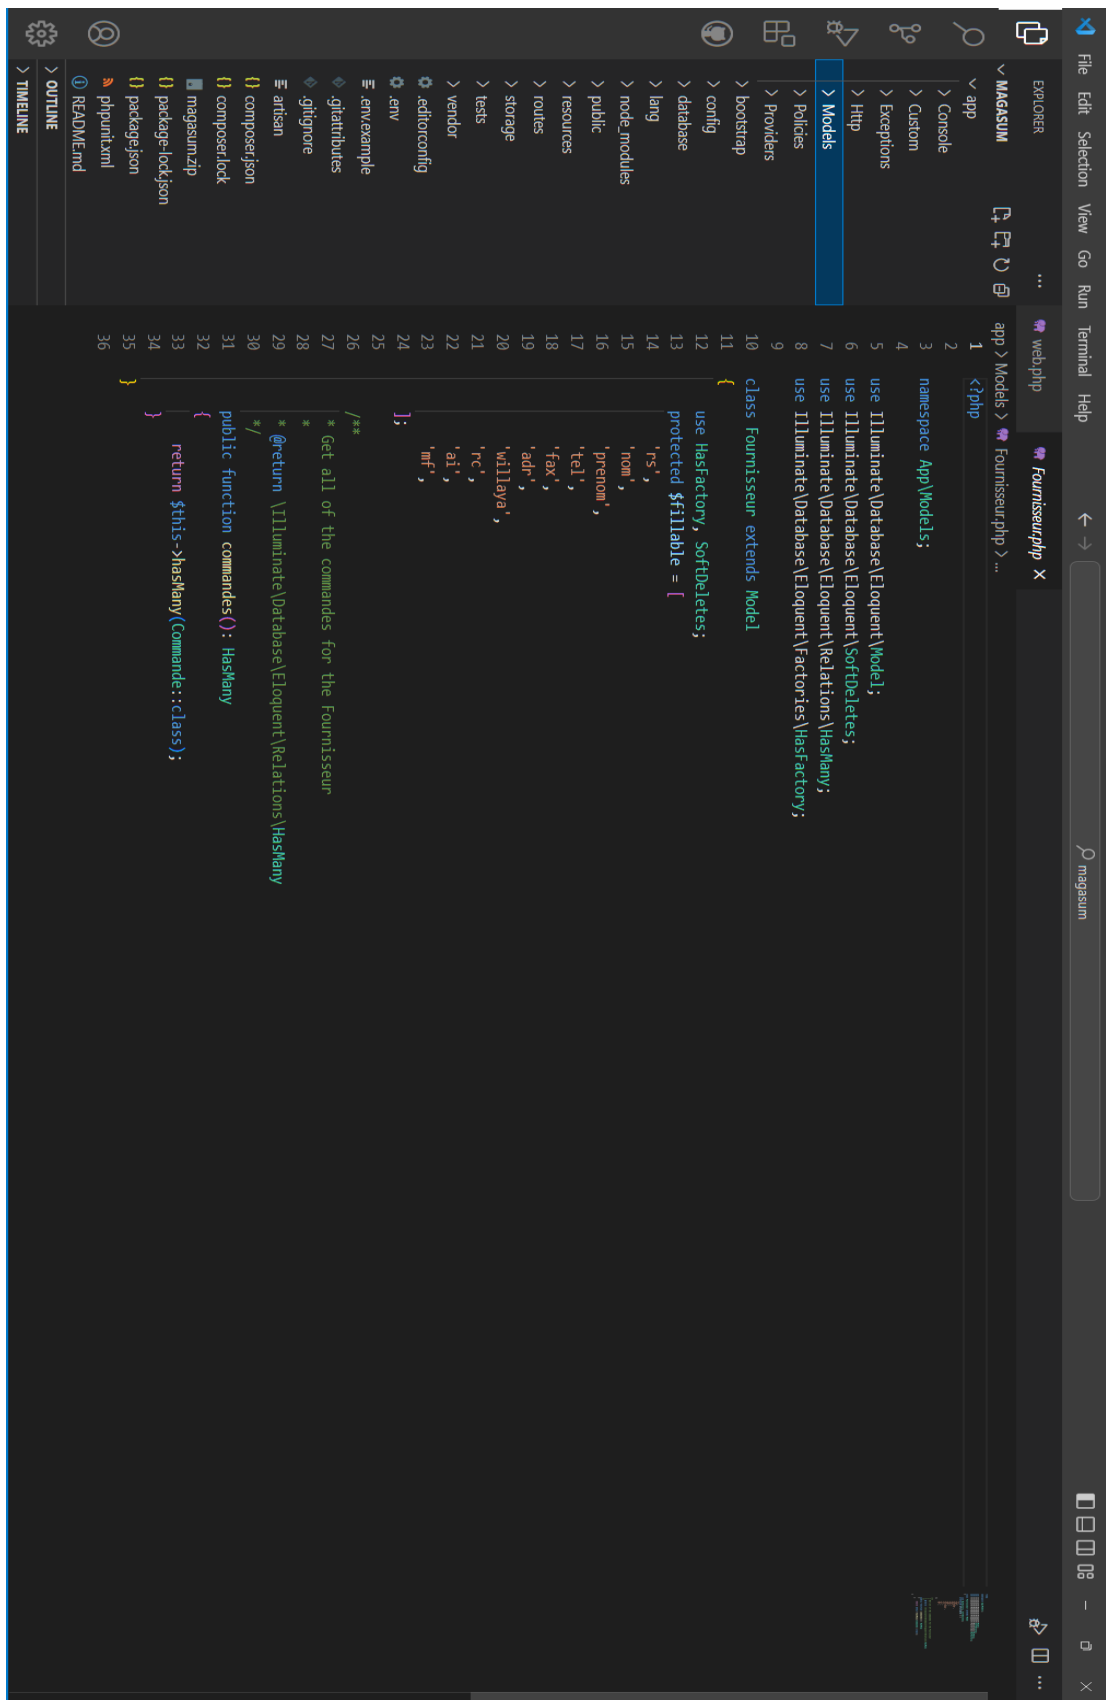 File Edit Selection View Go Run Terminal Help
magasum
EXPLORER
web.php
Fournisseur.php
MAGASUM
app > Models > Fournisseur.php > ...
app
Console
Custom
Exceptions
Http
Models
Policies
Providers
bootstrap
config
database
lang
node_modules
public
resources
routes
storage
tests
vendor
.editorconfig
.env
.env.example
.gitattributes
.gitignore
artisan
composer.json
composer.lock
magasum.zip
package-lock.json
package.json
phpunit.xml
README.md
OUTLINE
TIMELINE
1 <?php
2
3 namespace App\Models;
4
5 use Illuminate\Database\Eloquent\Model;
6 use Illuminate\Database\Eloquent\SoftDeletes;
7 use Illuminate\Database\Eloquent\Relations\HasMany;
8 use Illuminate\Database\Eloquent\Factories\HasFactory;
9
10 class Fournisseur extends Model
11 {
12 use HasFactory, SoftDeletes;
13 protected $fillable = [
14 'rs',
15 'nom',
16 'prenom',
17 'tel',
18 'fax',
19 'adr',
20 'willaya',
21 'rc',
22 'ai',
23 'mf',
24 ];
25
26 /**
27 * Get all of the commandes for the Fournisseur
28 *
29 * @return \Illuminate\Database\Eloquent\Relations\HasMany
30 */
31 public function commandes(): HasMany
32 {
33 return $this->hasMany(Commande::class);
34 }
35 }
36